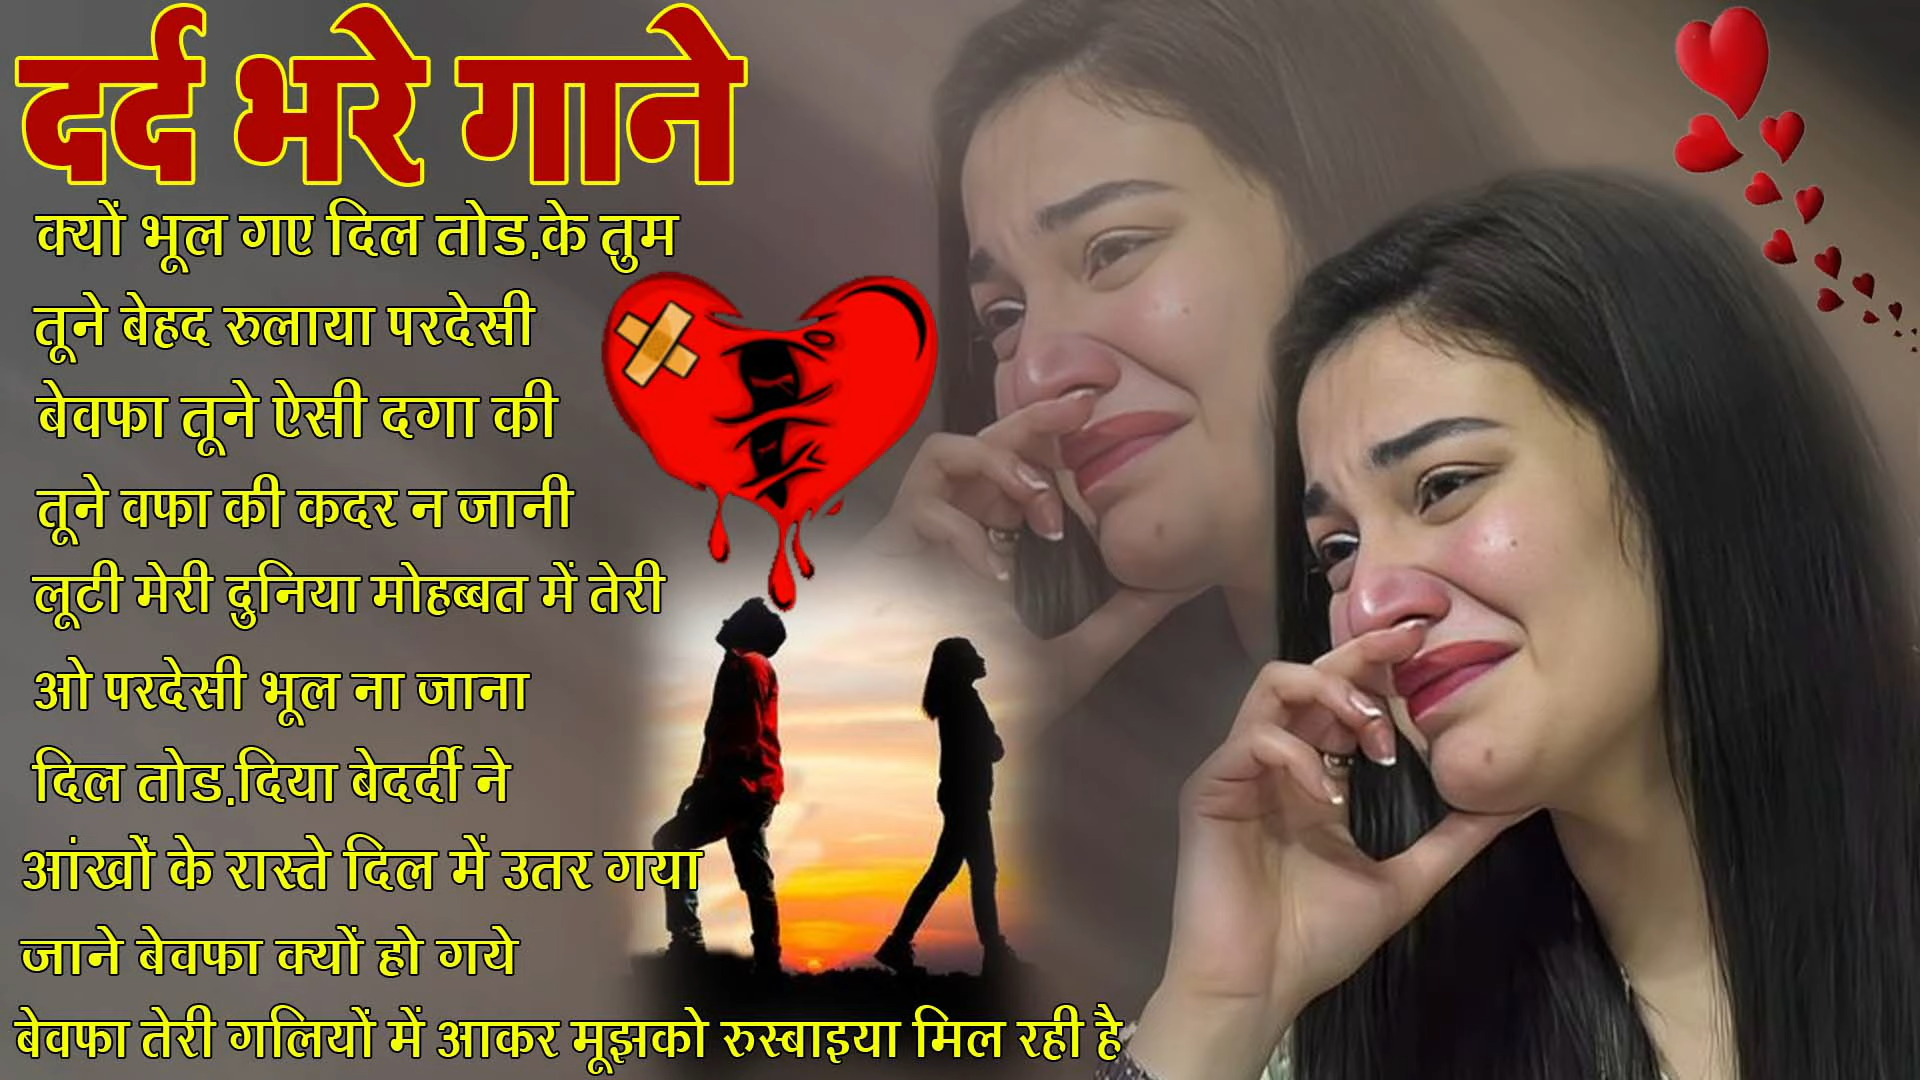 दर्द भरे गाने
क्यों भूल गए दिल तोड.के तुम
तूने बेहद रुलाया परदेसी
बेवफा तूने ऐसी दगा की
तूने वफा की कदर न जानी
लूटी मेरी दुनिया मोहब्बत में तेरी
ओ परदेसी भूल ना जाना
दिल तोड.दिया बेदर्दी ने
आंखों के रास्ते दिल में उतर गया
जाने बेवफा क्यों हो गये
बेवफा तेरी गलियों में आकर मूझको रुस्बाइया मिल रही है